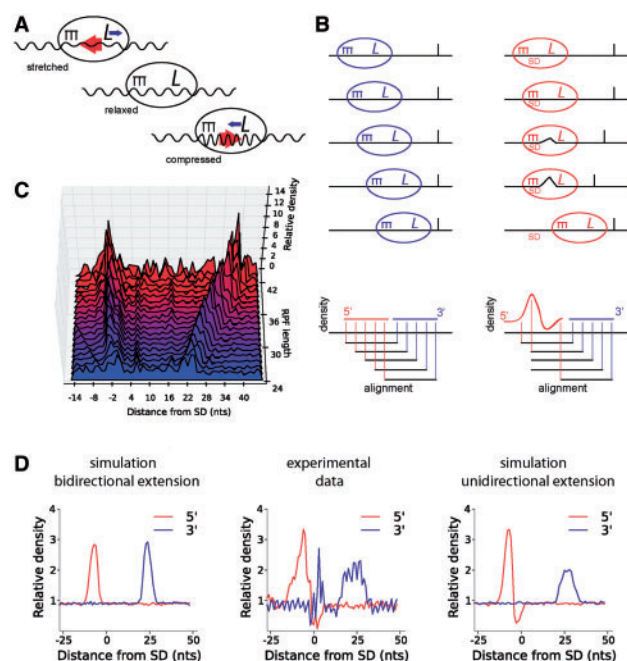 A
m L
stretched
m L
relaxed
m L
compressed
B
m L
m L
m L
m L
m L
m L
SD
m L
SD
m L
SD
m L
SD
SD m L
density
5' 3'
alignment
density
5' 3'
alignment
C
14
12
10
8
6
4
2
0
Relative density
42
36
30
24
RPF length
-14 -8 -2 4 10 16 22 28 34 40
Distance from SD (nts)
D
simulation
bidirectional extension
4
3
2
1
Relative density
5'
3'
-25 0 25 50
Distance from SD (nts)
experimental
data
4
3
2
1
Relative density
5'
3'
-25 0 25 50
Distance from SD (nts)
simulation
unidirectional extension
4
3
2
1
Relative density
5'
3'
-25 0 25 50
Distance from SD (nts)